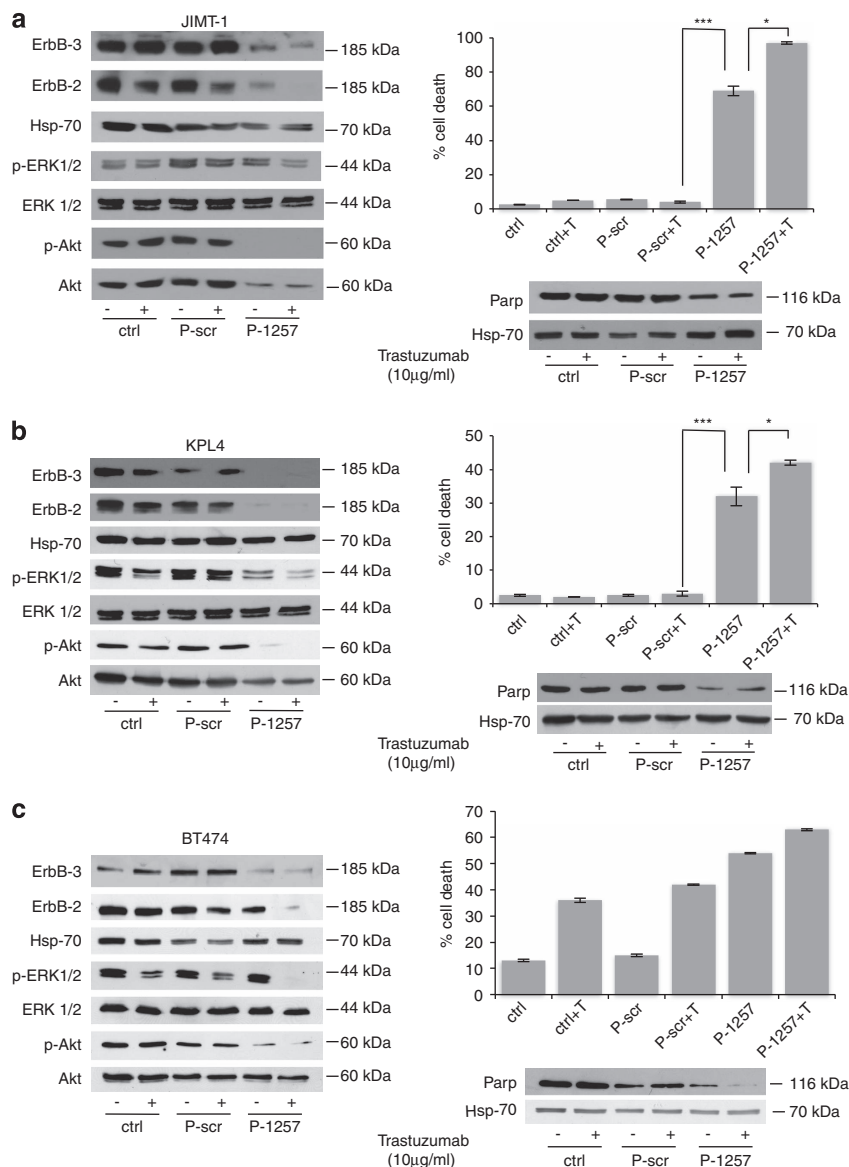 a
JIMT-1
ErbB-3
185 kDa
ErbB-2
185 kDa
Hsp-70
70 kDa
p-ERK1/2
44 kDa
ERK 1/2
44 kDa
p-Akt
60 kDa
Akt
60 kDa
- + - + - +
ctrl P-scr P-1257
100
80
60
40
20
0
% cell death
*** *
ctrl ctrl+T P-scr P-scr+T P-1257 P-1257+T
Parp
116 kDa
Hsp-70
70 kDa
Trastuzumab
(10μg/ml)
- + - + - +
ctrl P-scr P-1257
b
KPL4
ErbB-3
185 kDa
ErbB-2
185 kDa
Hsp-70
70 kDa
p-ERK1/2
44 kDa
ERK 1/2
44 kDa
p-Akt
60 kDa
Akt
60 kDa
- + - + - +
ctrl P-scr P-1257
50
40
30
20
10
0
% cell death
*** *
ctrl ctrl+T P-scr P-scr+T P-1257 P-1257+T
Parp
116 kDa
Hsp-70
70 kDa
Trastuzumab
(10μg/ml)
- + - + - +
ctrl P-scr P-1257
c
BT474
ErbB-3
185 kDa
ErbB-2
185 kDa
Hsp-70
70 kDa
p-ERK1/2
44 kDa
ERK 1/2
44 kDa
p-Akt
60 kDa
Akt
60 kDa
- + - + - +
ctrl P-scr P-1257
70
60
50
40
30
20
10
0
% cell death
ctrl ctrl+T P-scr P-scr+T P-1257 P-1257+T
Parp
116 kDa
Hsp-70
70 kDa
Trastuzumab
(10μg/ml)
- + - + - +
ctrl P-scr P-1257